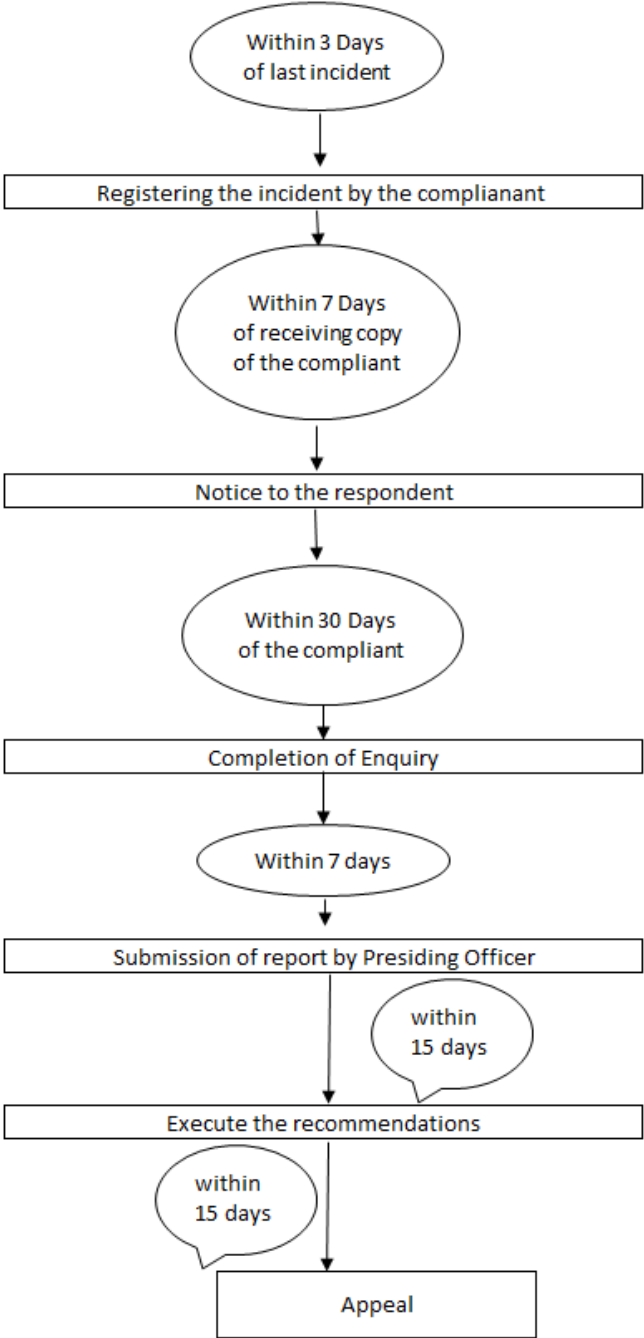 Within 3 Days
of last incident
Registering the incident by the complianant
Within 7 Days
of receiving copy
of the compliant
Notice to the respondent
Within 30 Days
of the compliant
Completion of Enquiry
Within 7 days
Submission of report by Presiding Officer
within
15 days
Execute the recommendations
within
15 days
Appeal